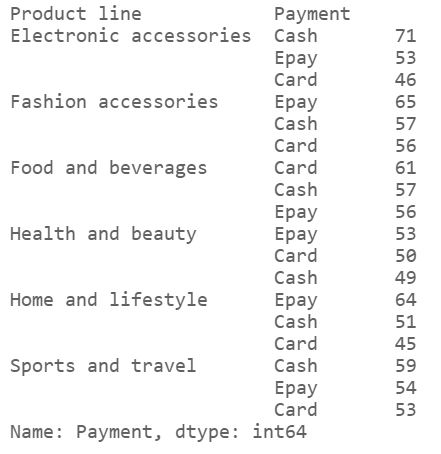 Product line            Payment
Electronic accessories  Cash       71
                        Epay       53
                        Card       46
Fashion accessories     Epay       65
                        Cash       57
                        Card       56
Food and beverages      Card       61
                        Cash       57
                        Epay       56
Health and beauty       Epay       53
                        Card       50
                        Cash       49
Home and lifestyle      Epay       64
                        Cash       51
                        Card       45
Sports and travel       Cash       59
                        Epay       54
                        Card       53
Name: Payment, dtype: int64